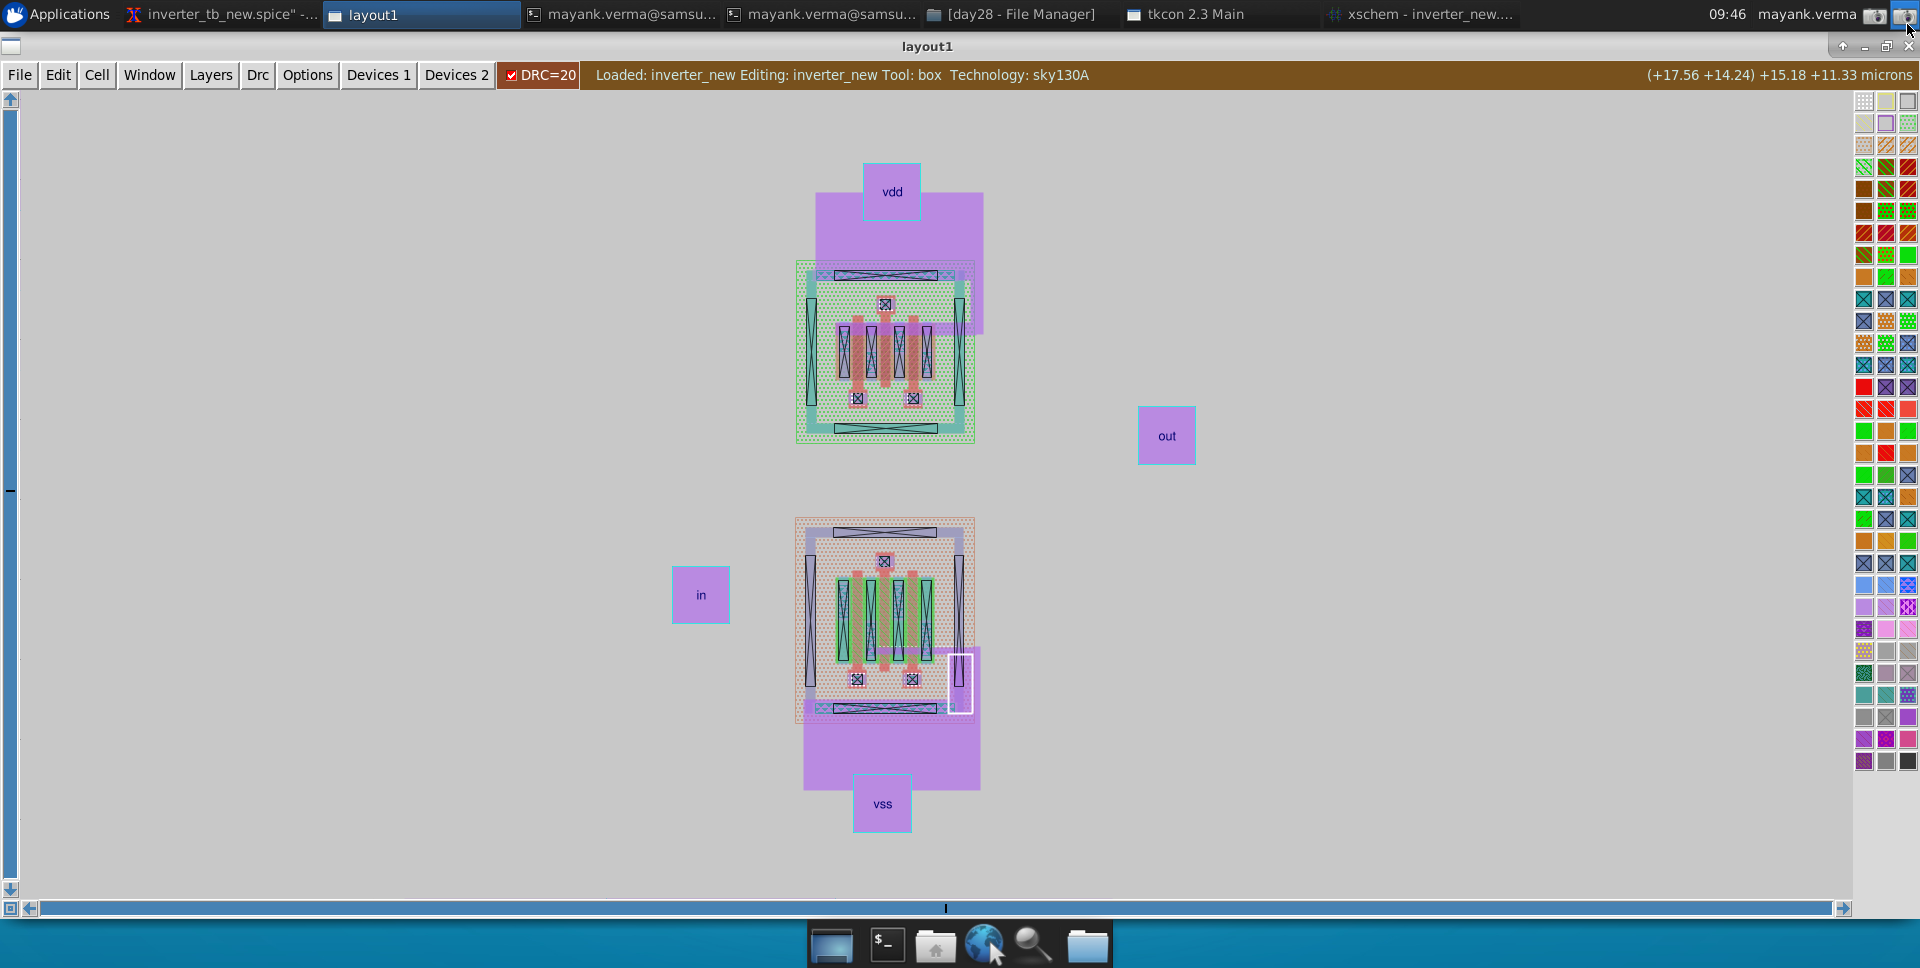 Applications inverter_tb_new.spice" -... layout1 mayank.verma@samsu... mayank.verma@samsu... [day28 - File Manager] tkcon 2.3 Main xschem - inverter_new.... 09:46 mayank.verma
layout1
File Edit Cell Window Layers Drc Options Devices 1 Devices 2 DRC=20 Loaded: inverter_new Editing: inverter_new Tool: box Technology: sky130A (+17.56 +14.24) +15.18 +11.33 microns
vdd
out
in
vss
$-